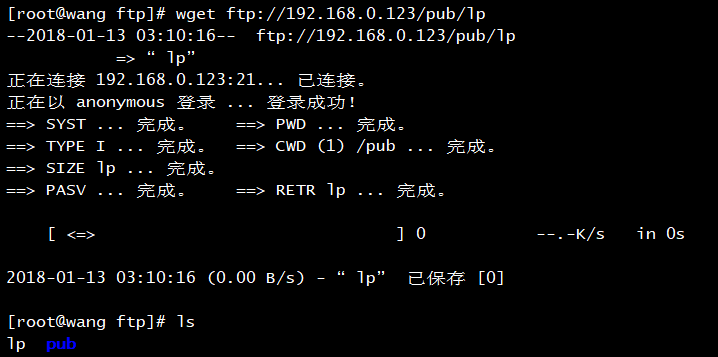 [root@wang ftp]# wget ftp://192.168.0.123/pub/lp
--2018-01-13 03:10:16--  ftp://192.168.0.123/pub/lp
           => “ lp”
正在连接 192.168.0.123:21... 已连接。
正在以 anonymous 登录 ... 登录成功！
==> SYST ... 完成。    ==> PWD ... 完成。
==> TYPE I ... 完成。  ==> CWD (1) /pub ... 完成。
==> SIZE lp ... 完成。
==> PASV ... 完成。    ==> RETR lp ... 完成。
    [ <=>                              ] 0           --.-K/s   in 0s
2018-01-13 03:10:16 (0.00 B/s) - “ lp”  已保存 [0]
[root@wang ftp]# ls
lp  pub